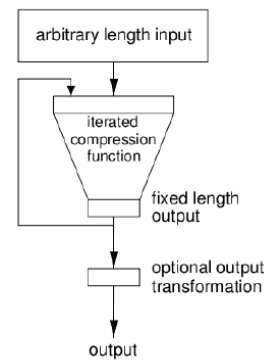 arbitrary length input
iterated
compression
function
fixed length
output
optional output
transformation
output